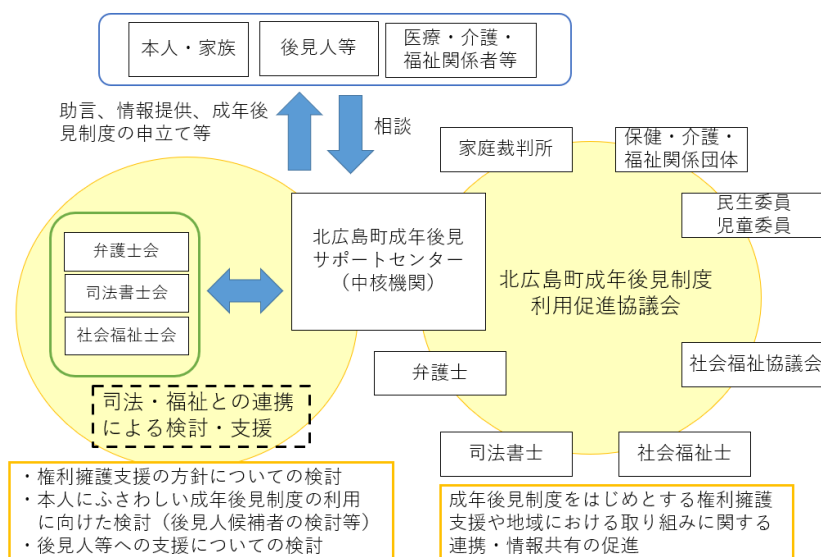 本人・家族
後見人等
医療・介護・
福祉関係者等
助言、情報提供、成年後
見制度の申立て等
相談
家庭裁判所
保健・介護・
福祉関係団体
民生委員
児童委員
弁護士会
司法書士会
社会福祉士会
北広島町成年後見
サポートセンター
（中核機関）
北広島町成年後見制度
利用促進協議会
弁護士
社会福祉協議会
司法書士
社会福祉士
司法・福祉との連携
による検討・支援
・権利擁護支援の方針についての検討
・本人にふさわしい成年後見制度の利用
に向けた検討（後見人候補者の検討等）
・後見人等への支援についての検討
成年後見制度をはじめとする権利擁護
支援や地域における取り組みに関する
連携・情報共有の促進